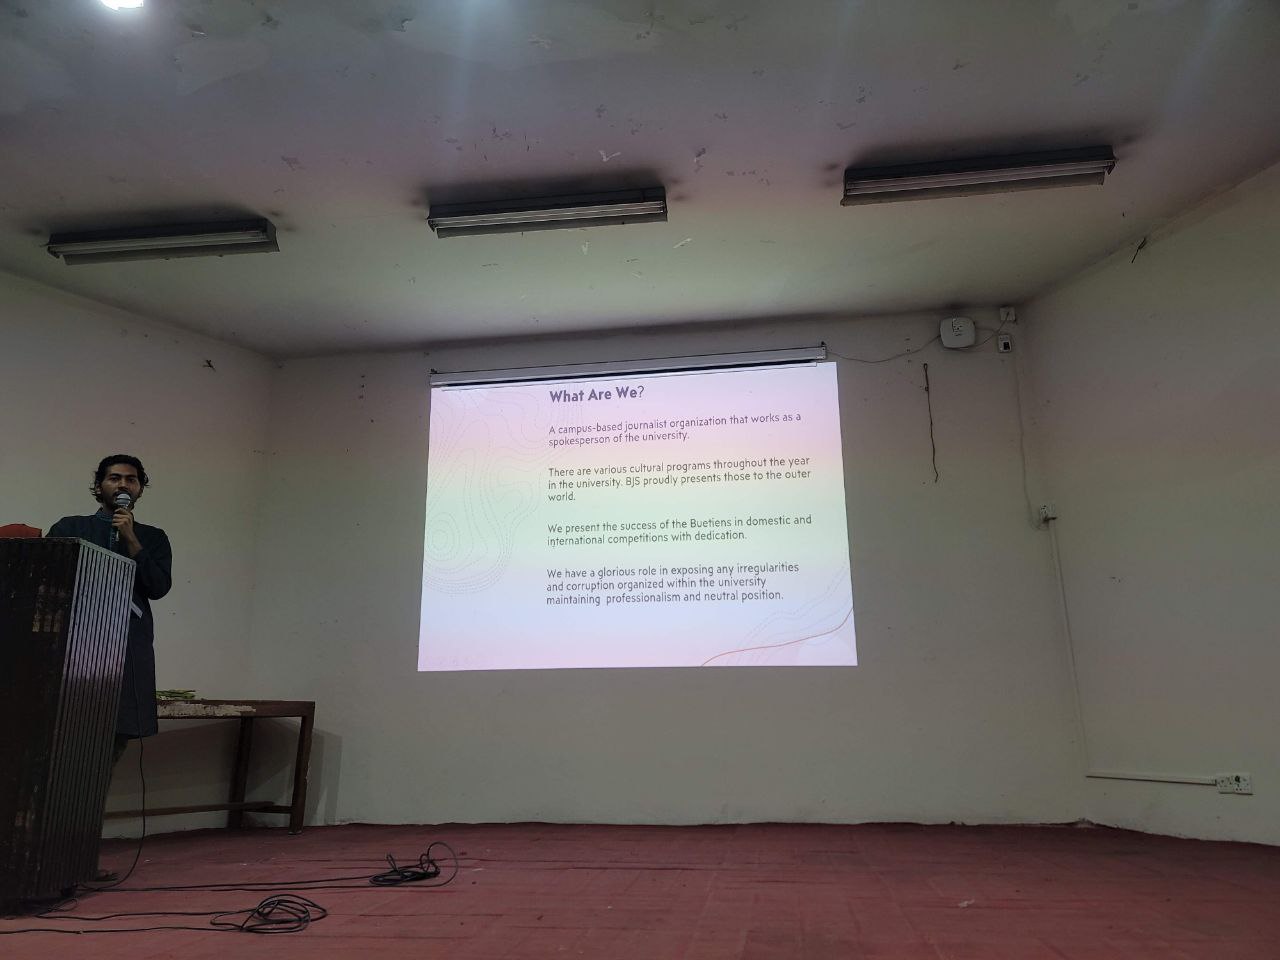 What Are We?
A campus-based journalist organization that works as a
spokesperson of the university.
There are various cultural programs throughout the year
in the university. BJS proudly presents those to the outer
world.
We present the success of the Buetiens in domestic and
international competitions with dedication.
We have a glorious role in exposing any irregularities
and corruption organized within the university
maintaining professionalism and neutral position.